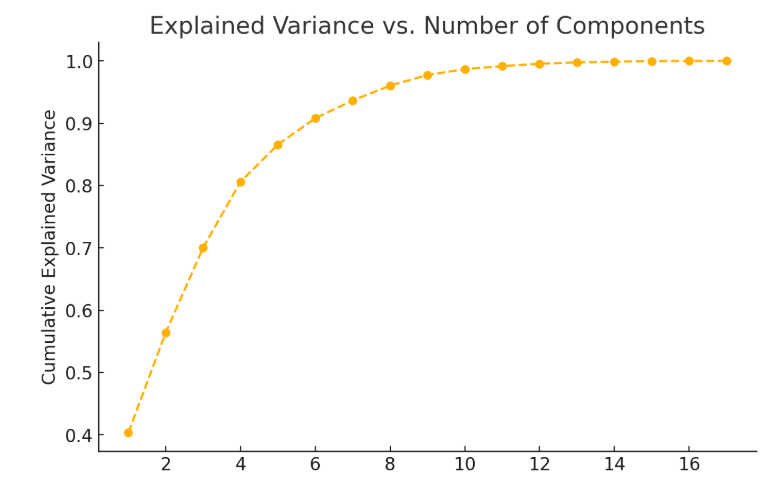 Explained Variance vs. Number of Components
Cumulative Explained Variance
1.0
0.9
0.8
0.7
0.6
0.5
0.4
2 4 6 8 10 12 14 16